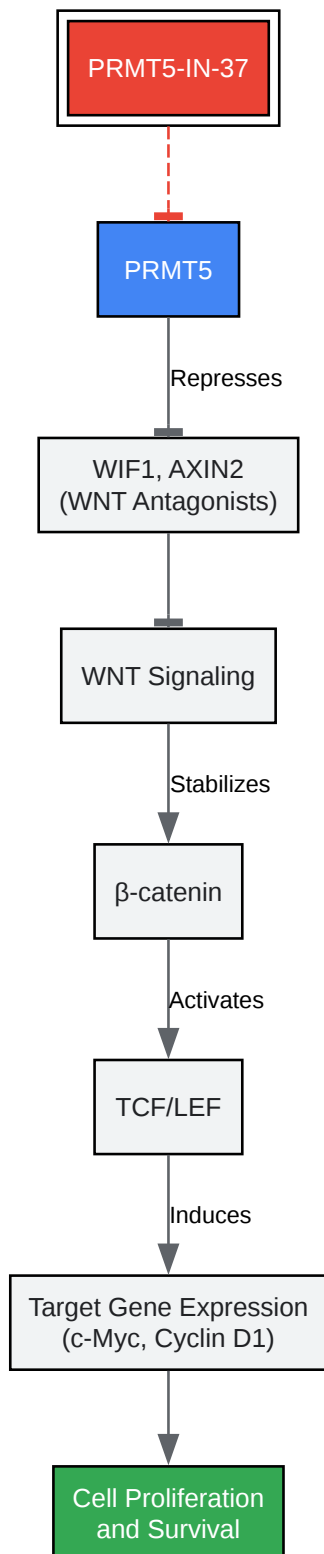 PRMT5-IN-37
PRMT5
Represses
WIF1, AXIN2
(WNT Antagonists)
WNT Signaling
Stabilizes
β-catenin
Activates
TCF/LEF
Induces
Target Gene Expression
(c-Myc, Cyclin D1)
Cell Proliferation
and Survival